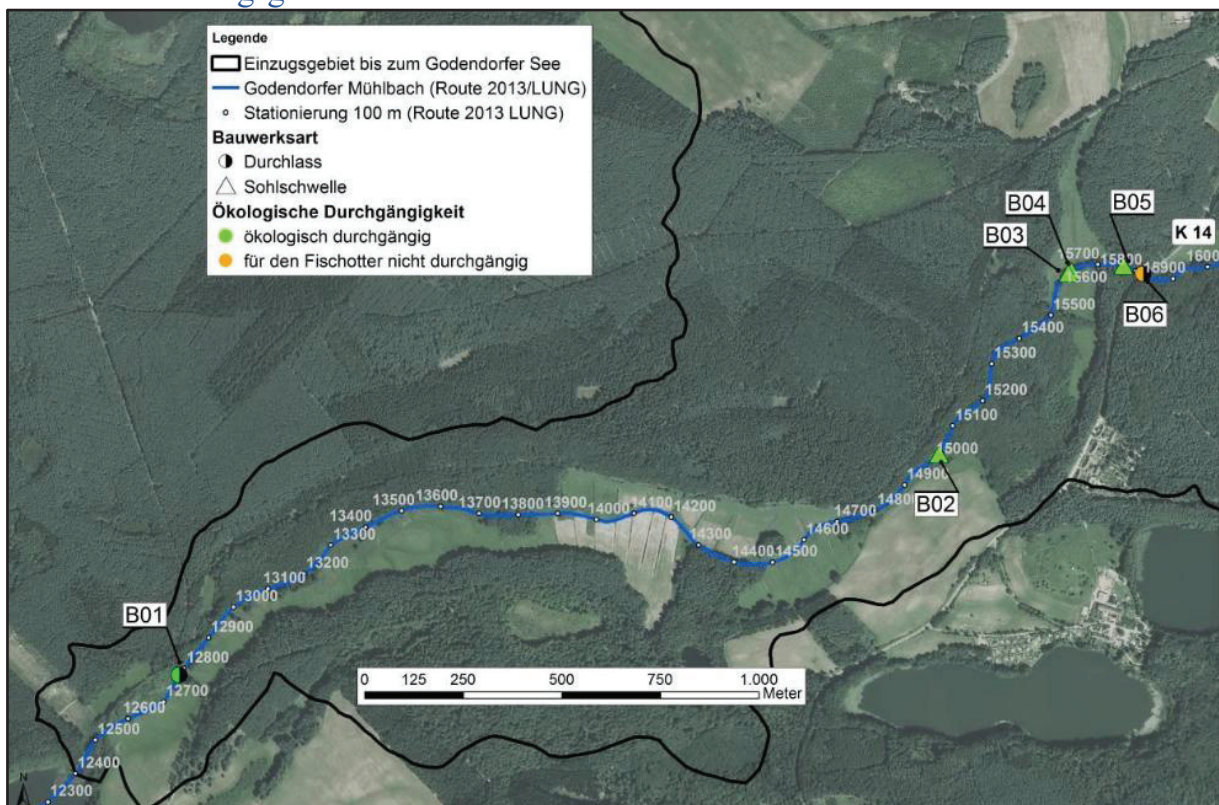 Legende
Einzugsgebiet bis zum Godendorfer See
Godendorfer Mühlbach (Route 2013/LUNG)
Stationierung 100 m (Route 2013 LUNG)
Bauwerksart
Durchlass
Sohlschwelle
Ökologische Durchgängigkeit
ökologisch durchgängig
für den Fischotter nicht durchgängig
B04
B05
K 14
B03
15700
15800
15900
1600
15600
B06
15500
15400
15300
15200
15100
15000
14900
B02
14800
14700
14600
14500
14400
14300
14200
14100
14000
13900
13800
13700
13600
13500
13400
13300
13200
13100
13000
12900
B01
12800
12700
12600
12500
12400
12300
N
0 125 250 500 750 1.000
Meter